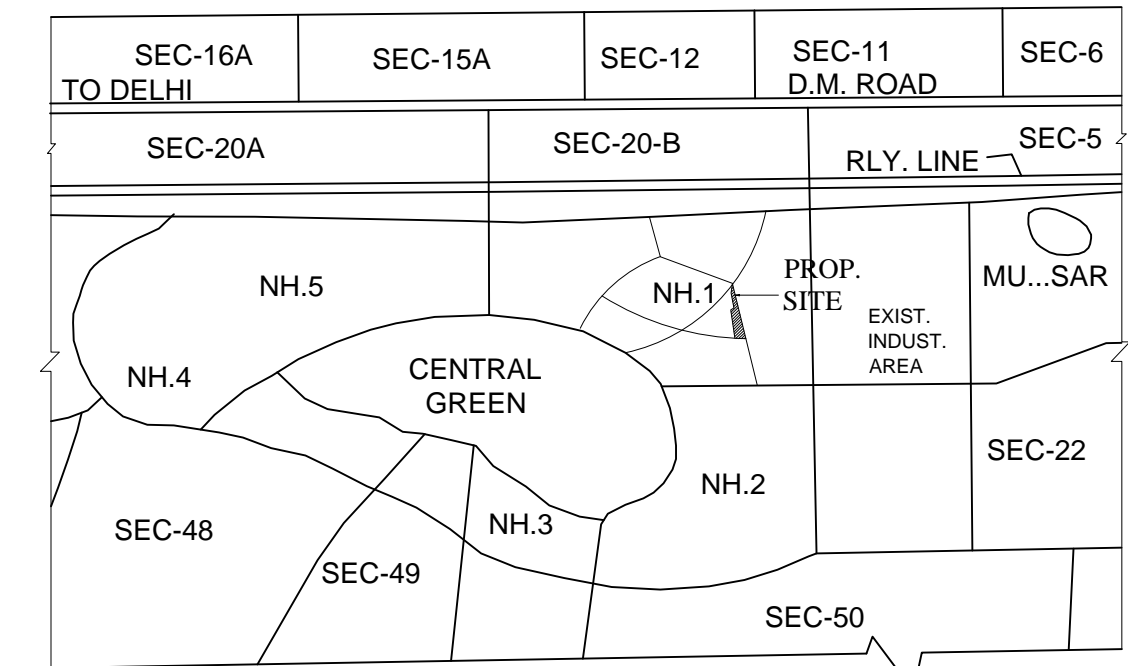 SEC-16A
SEC-15A
SEC-12
SEC-11
SEC-6
TO DELHI
D.M. ROAD
SEC-20A
SEC-20-B
SEC-5
RLY. LINE
NH.5
NH.1
PROP.
SITE
MU...SAR
EXIST.
INDUST.
AREA
NH.4
CENTRAL
GREEN
SEC-22
NH.2
SEC-48
NH.3
SEC-49
SEC-50